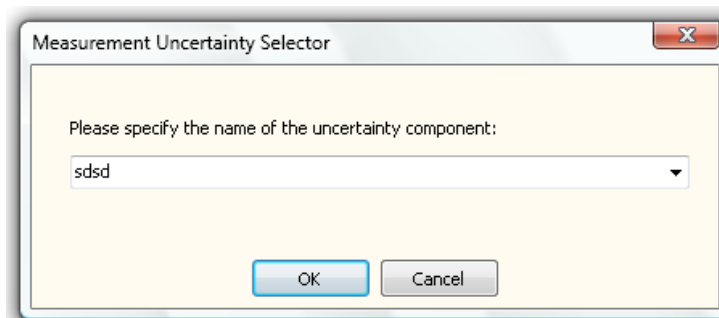 Measurement Uncertainty Selector
Please specify the name of the uncertainty component:
sdsd
OK Cancel